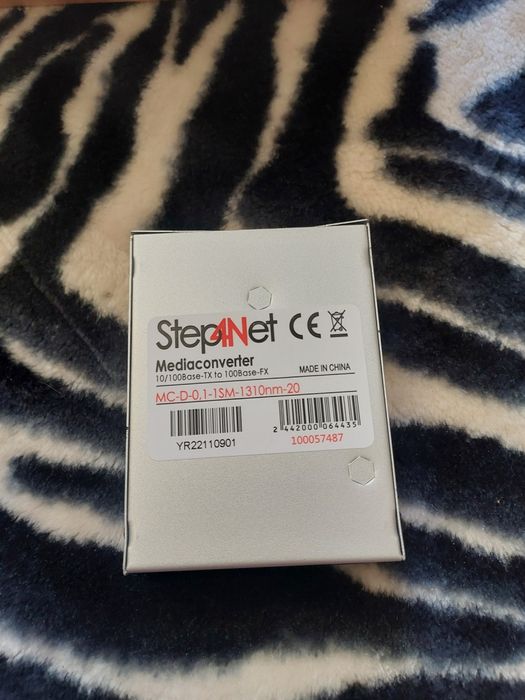 Step4Net CE
Mediaconverter
10/100Base-TX to 100Base-FX MADE IN CHINA
MC-D-0,1-1SM-1310nm-20
YR22110901
2 442000 064435
100057487